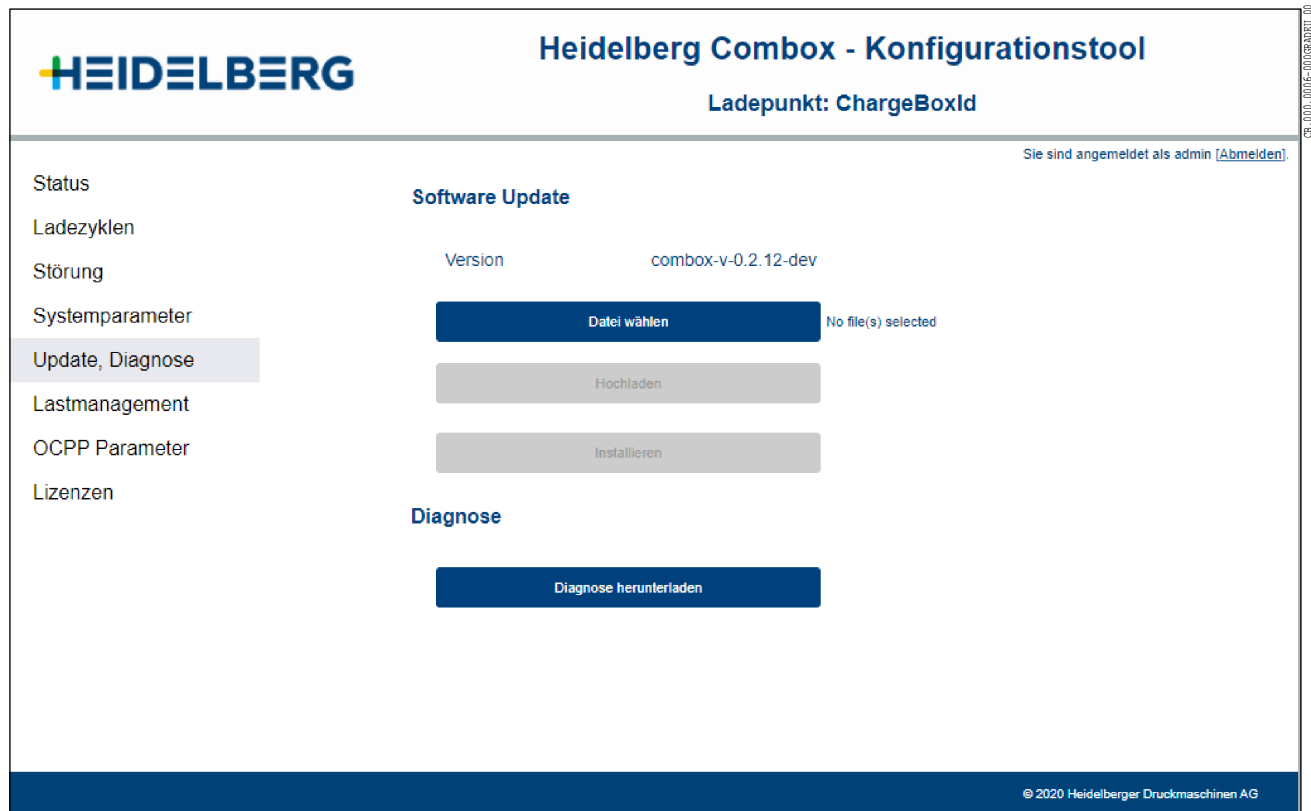 HEIDELBERG
Heidelberg Combox - Konfigurationstool
Ladepunkt: ChargeBoxId
Sie sind angemeldet als admin [Abmelden].
Status
Ladezyklen
Störung
Systemparameter
Update, Diagnose
Lastmanagement
OCPP Parameter
Lizenzen
Software Update
Version combox-v-0.2.12-dev
Datei wählen No file(s) selected
Hochladen
Installieren
Diagnose
Diagnose herunterladen
© 2020 Heidelberger Druckmaschinen AG